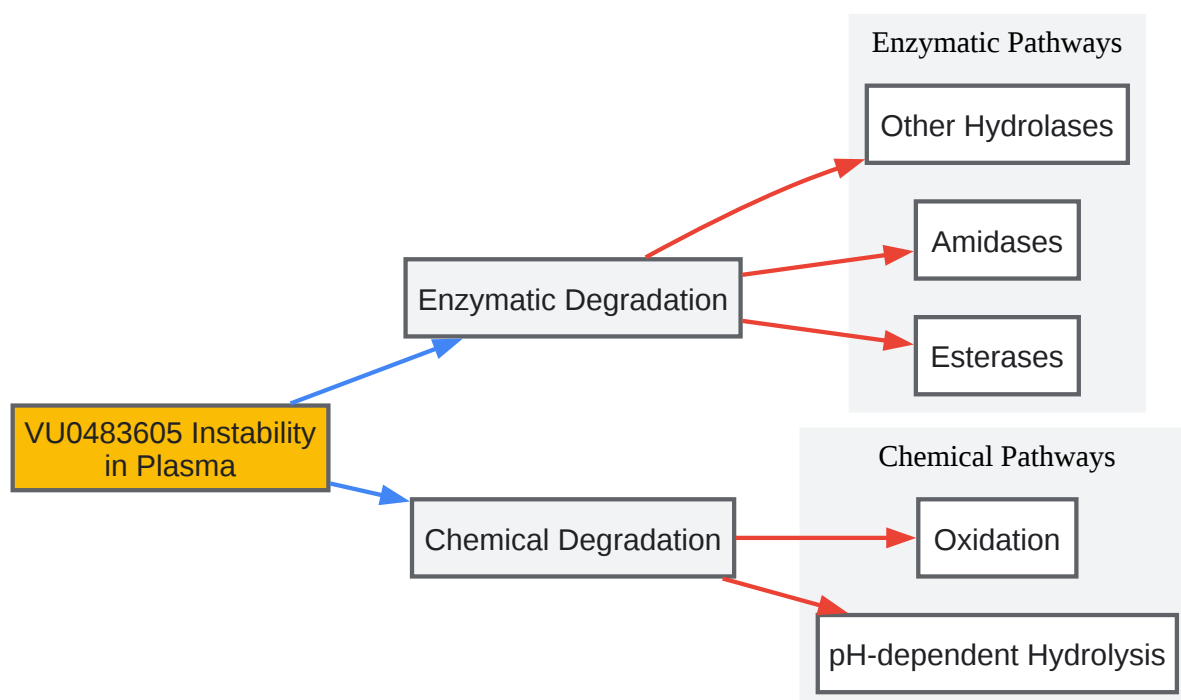 Enzymatic Pathways
Other Hydrolases
Amidases
Enzymatic Degradation
Esterases
VU0483605 Instability
in Plasma
Chemical Pathways
Chemical Degradation
Oxidation
pH-dependent Hydrolysis